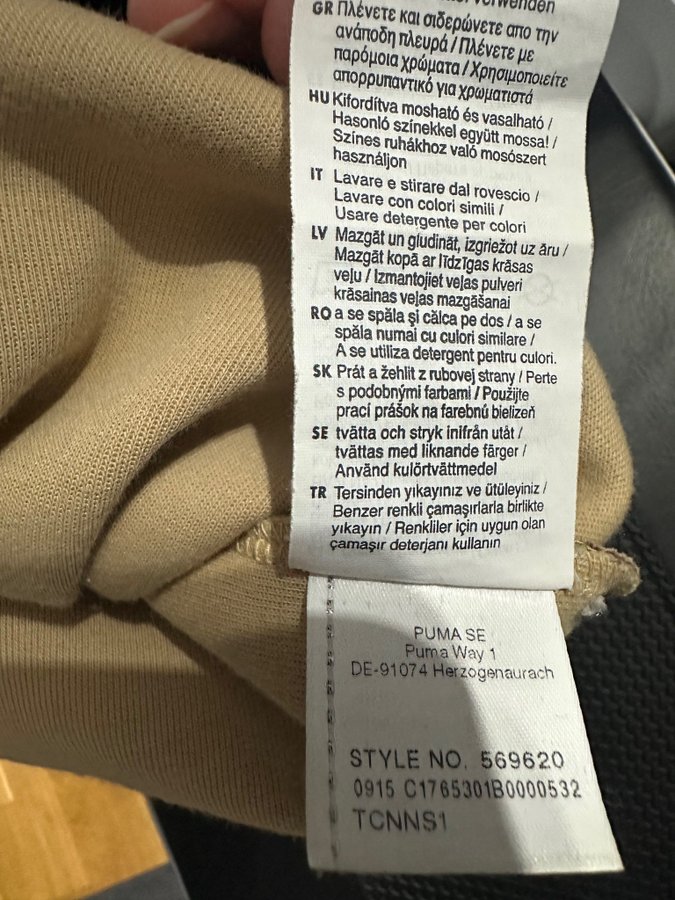 verwenden
GR Πλένετε και σιδερώνετε απο την
ανάποδη πλευρά / Πλένετε με
παρόμοια χρώματα / Χρησιμοποιείτε
απορρυπαντικό για χρωματιστά
HU Kifordítva mosható és vasalható /
Hasonló színekkel együtt mossa! /
Színes ruhákhoz való mosószert
használjon
IT Lavare e stirare dal rovescio /
Lavare con colori simili /
Usare detergente per colori
LV Mazgāt un gludināt, izgriežot uz āru /
Mazgāt kopā ar līdzīgas krāsas
veļu / Izmantojiet veļas pulveri
krāsainas veļas mazgāšanai
RO a se spăla și călca pe dos / a se
spăla numai cu culori similare /
A se utiliza detergent pentru culori.
SK Prát a žehlit z rubovej strany / Perte
s podobnými farbami / Použijte
prací prášok na farebnú bielizeň
SE tvätta och stryk inifrån utåt /
tvättas med liknande färger /
Använd kulörtvättmedel
TR Tersinden yıkayınız ve ütüleyiniz /
Benzer renkli çamaşırlarla birlikte
yıkayın / Renkliler için uygun olan
çamaşır deterjanı kullanın
PUMA SE
Puma Way 1
DE-91074 Herzogenaurach
STYLE NO. 569620
0915 C1765301B0000532
TCNNS1